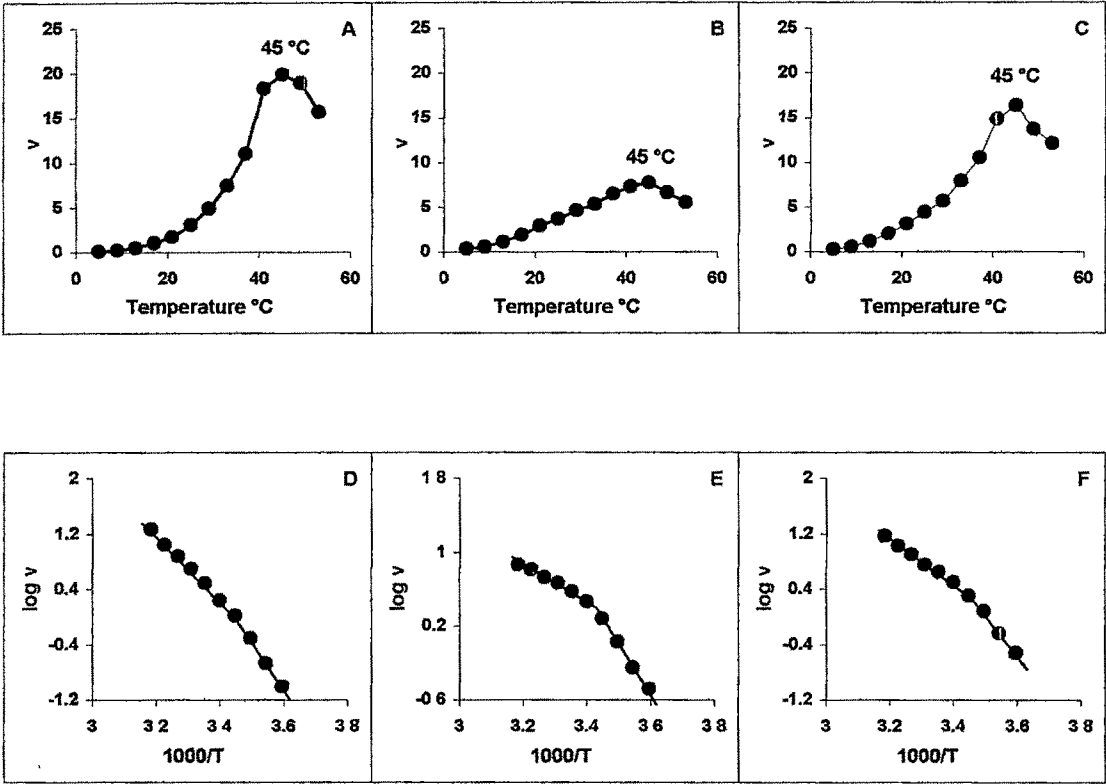 A
25
20
15
10
5
0
v
45 °C
0 20 40 60
Temperature °C
B
25
20
15
10
5
0
v
45 °C
0 20 40 60
Temperature °C
C
25
20
15
10
5
0
v
45 °C
0 20 40 60
Temperature °C
D
2
1.2
0.4
-0.4
-1.2
log v
3 3 2 3.4 3.6 3 8
1000/T
E
1 8
1
0.2
-0 6
log v
3 3 2 3.4 3.6 3 8
1000/T
F
2
1.2
0.4
-0.4
-1.2
log v
3 3.2 3.4 3.6 3 8
1000/T